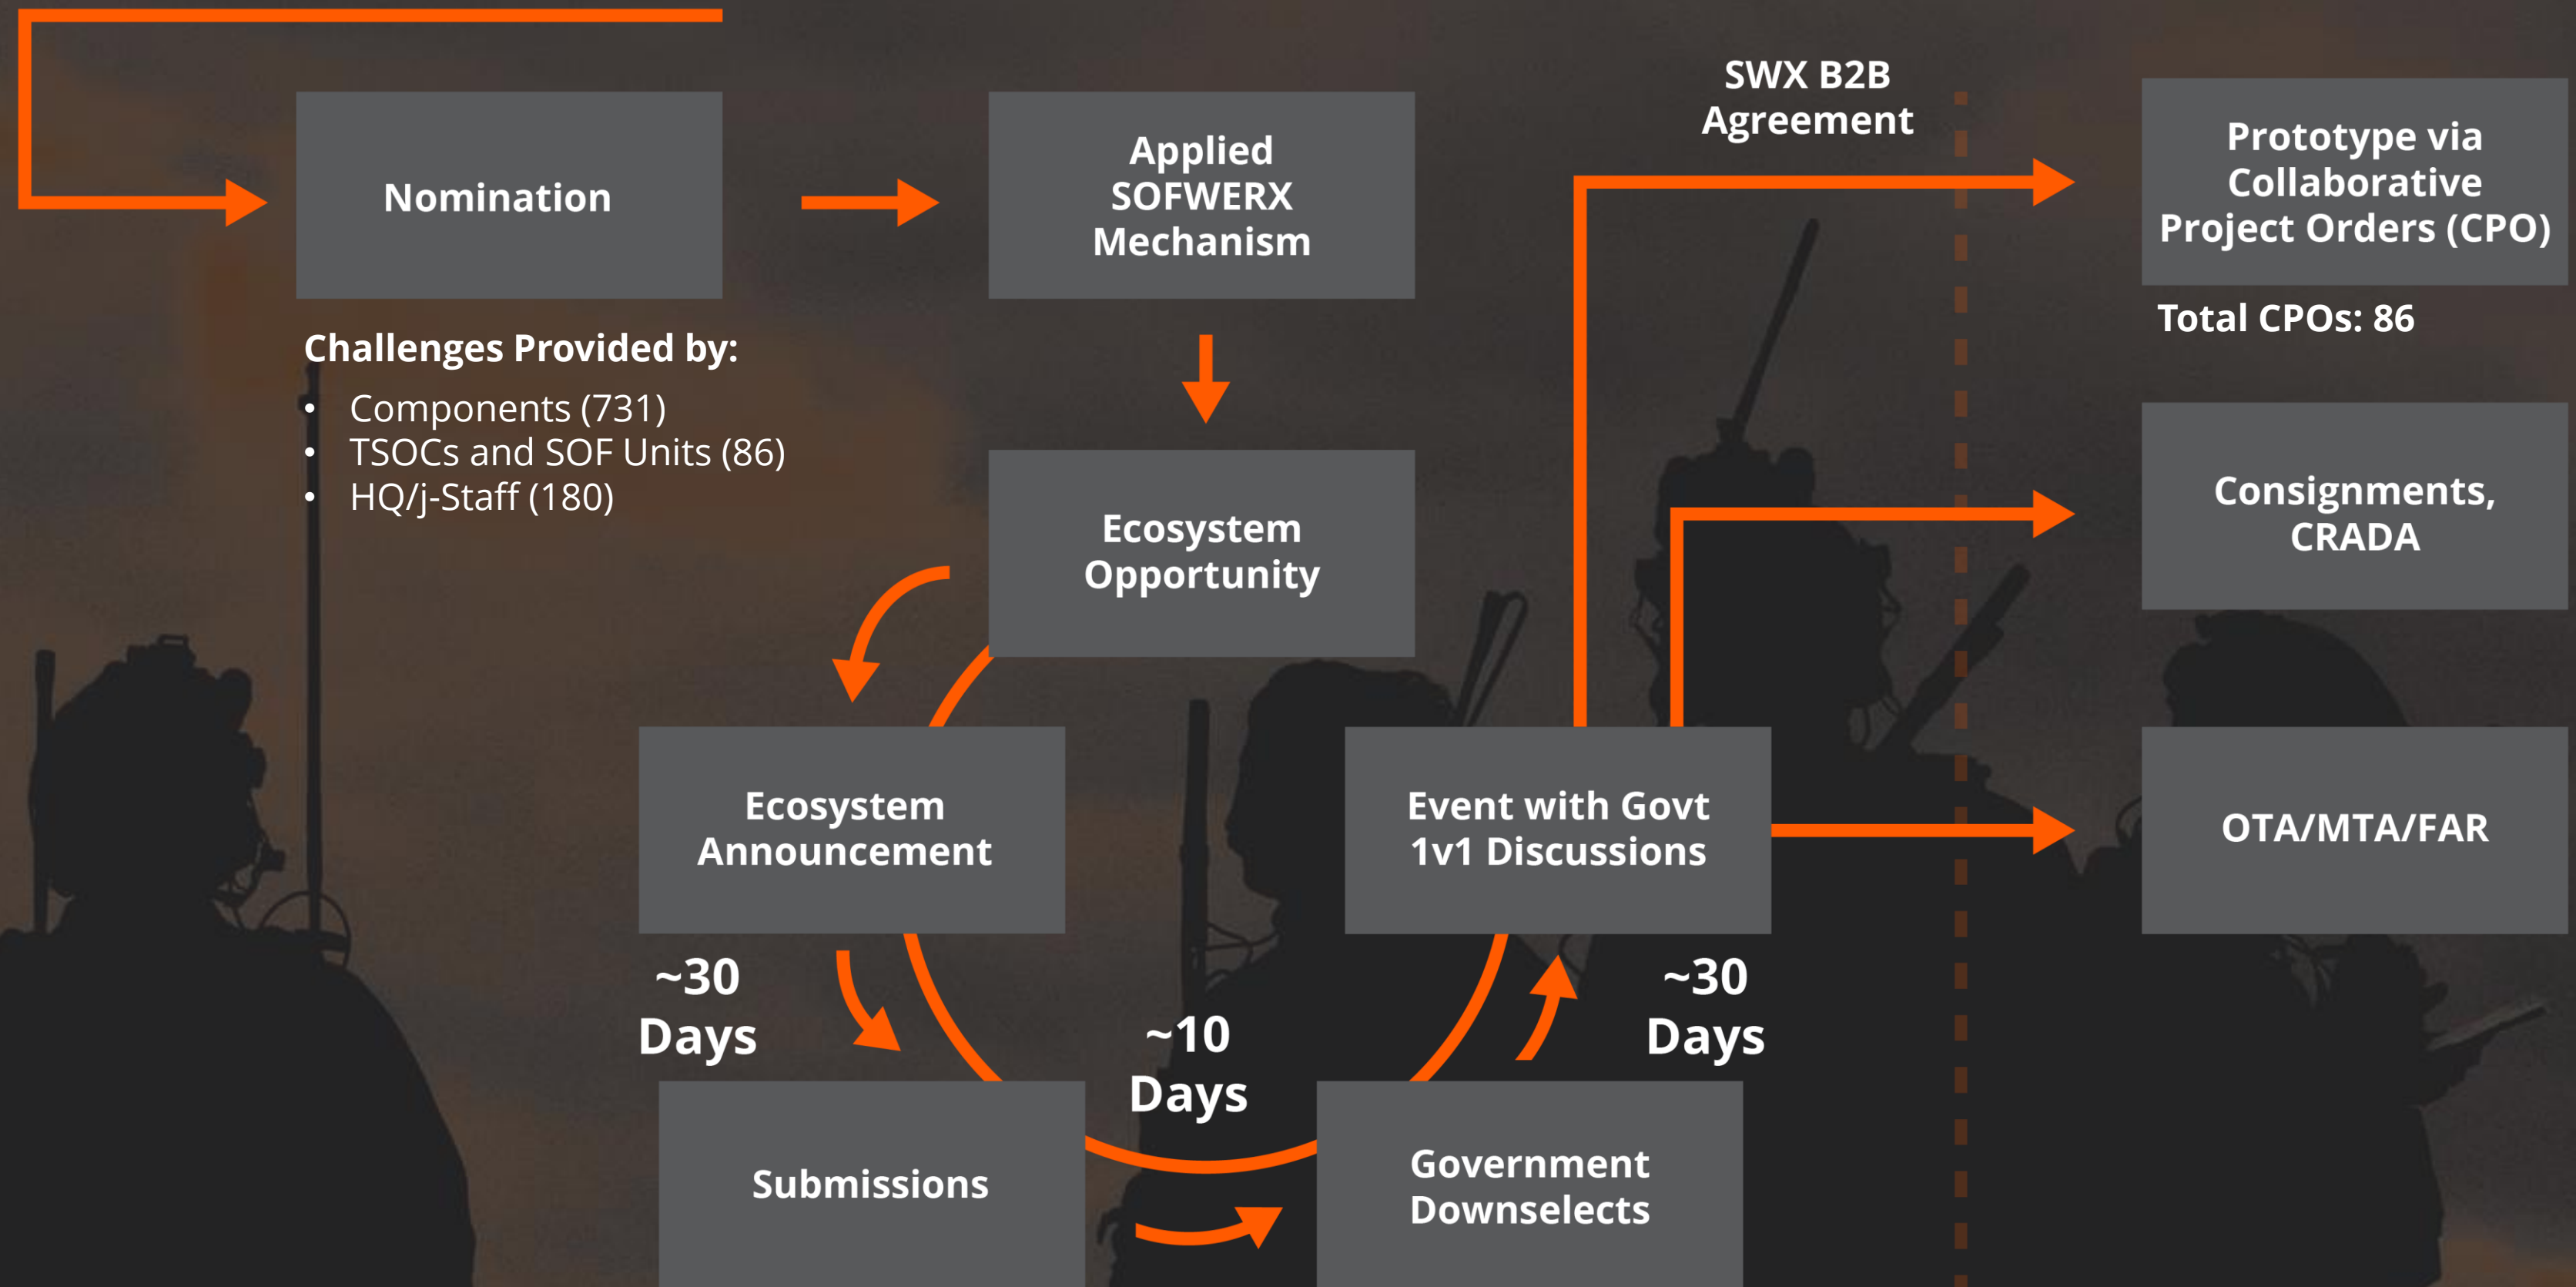 Nomination
Challenges Provided by:
• Components (731)
• TSOCs and SOF Units (86)
• HQ/j-Staff (180)
Applied
SOFWERX
Mechanism
Ecosystem
Opportunity
Ecosystem
Announcement
~30
Days
Submissions
~10
Days
Government
Downselects
~30
Days
Event with Govt
1v1 Discussions
SWX B2B
Agreement
Prototype via
Collaborative
Project Orders (CPO)
Total CPOs: 86
Consignments,
CRADA
OTA/MTA/FAR